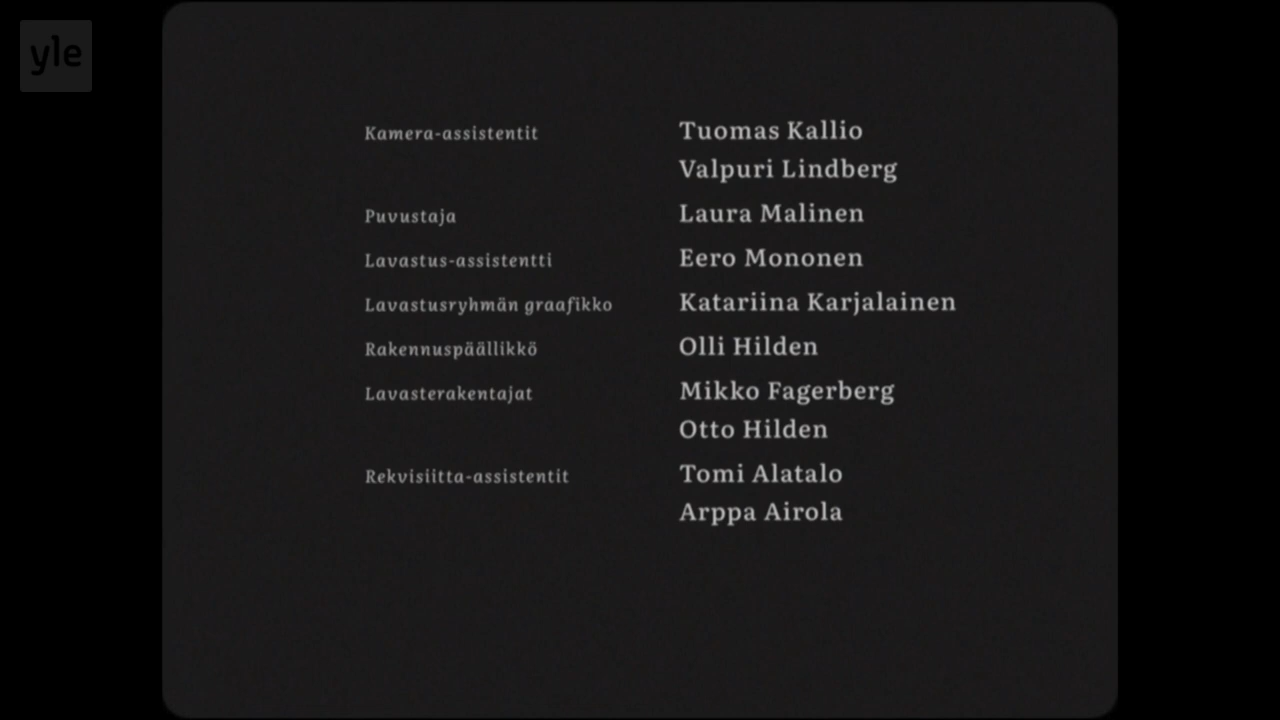 yle
Kamera-assistentit Tuomas Kallio
Valpuri Lindberg
Puvustaja Laura Malinen
Lavastus-assistentti Eero Mononen
Lavastusryhmän graafikko Katariina Karjalainen
Rakennuspäällikkö Olli Hilden
Lavasterakentajat Mikko Fagerberg
Otto Hilden
Rekvisiitta-assistentit Tomi Alatalo
Arppa Airola